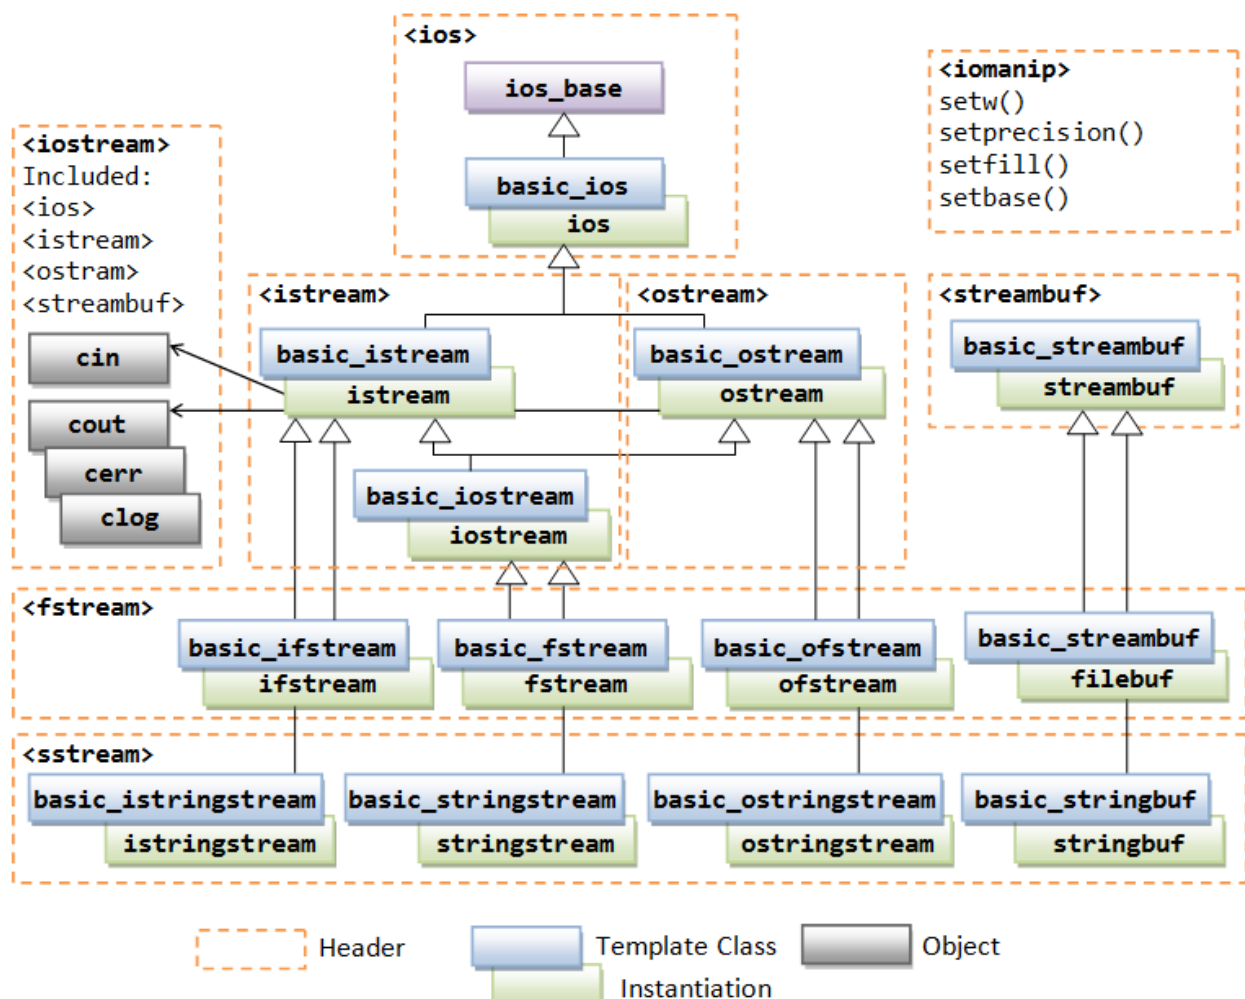 <ios>
ios_base
basic_ios
ios
<iomanip>
setw()
setprecision()
setfill()
setbase()
<iostream>
Included:
<ios>
<istream>
<ostram>
<streambuf>
cin
cout
cerr
clog
<istream>
basic_istream
istream
basic_iostream
iostream
<ostream>
basic_ostream
ostream
<streambuf>
basic_streambuf
streambuf
<fstream>
basic_ifstream
ifstream
basic_fstream
fstream
basic_ofstream
ofstream
basic_streambuf
filebuf
<sstream>
basic_istringstream
istringstream
basic_stringstream
stringstream
basic_ostringstream
ostringstream
basic_stringbuf
stringbuf
Header
Template Class
Instantiation
Object